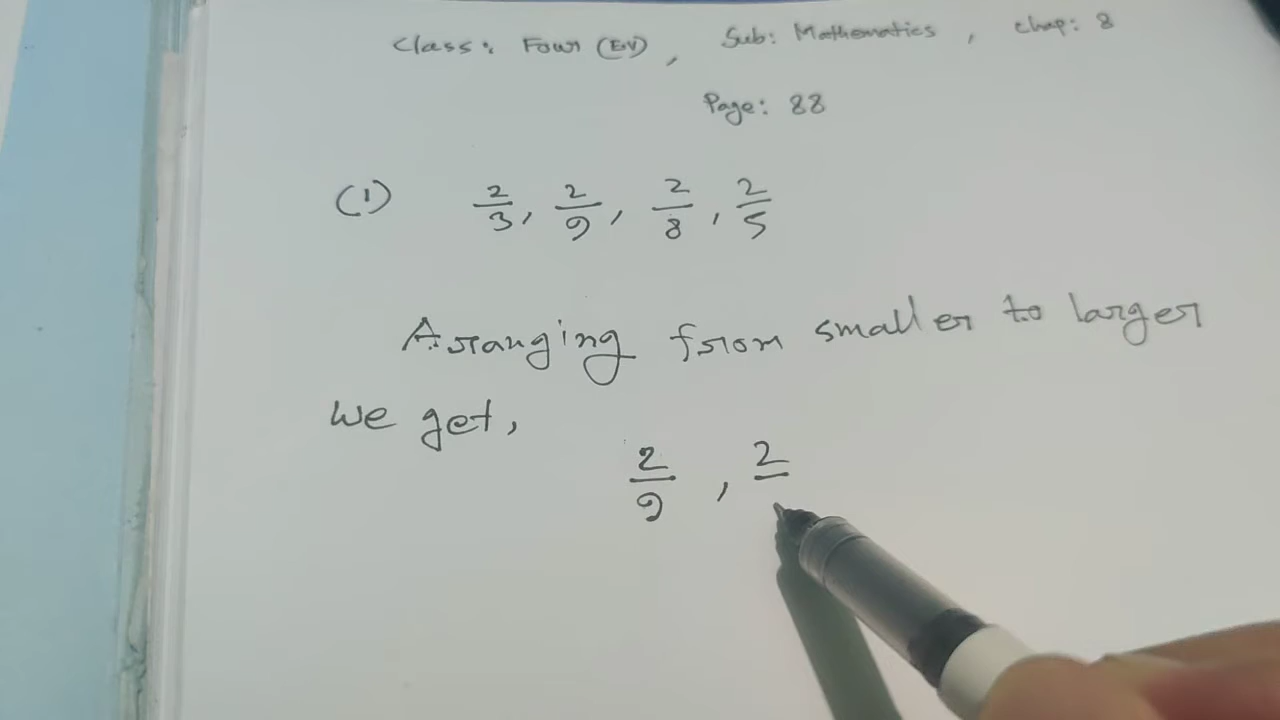 Class: Four (EV), Sub: Mathematics, Chap: 8
Page: 88
(1) 2/3, 2/9, 2/8, 2/5
Arranging from smaller to larger
we get,
2/9, 2/